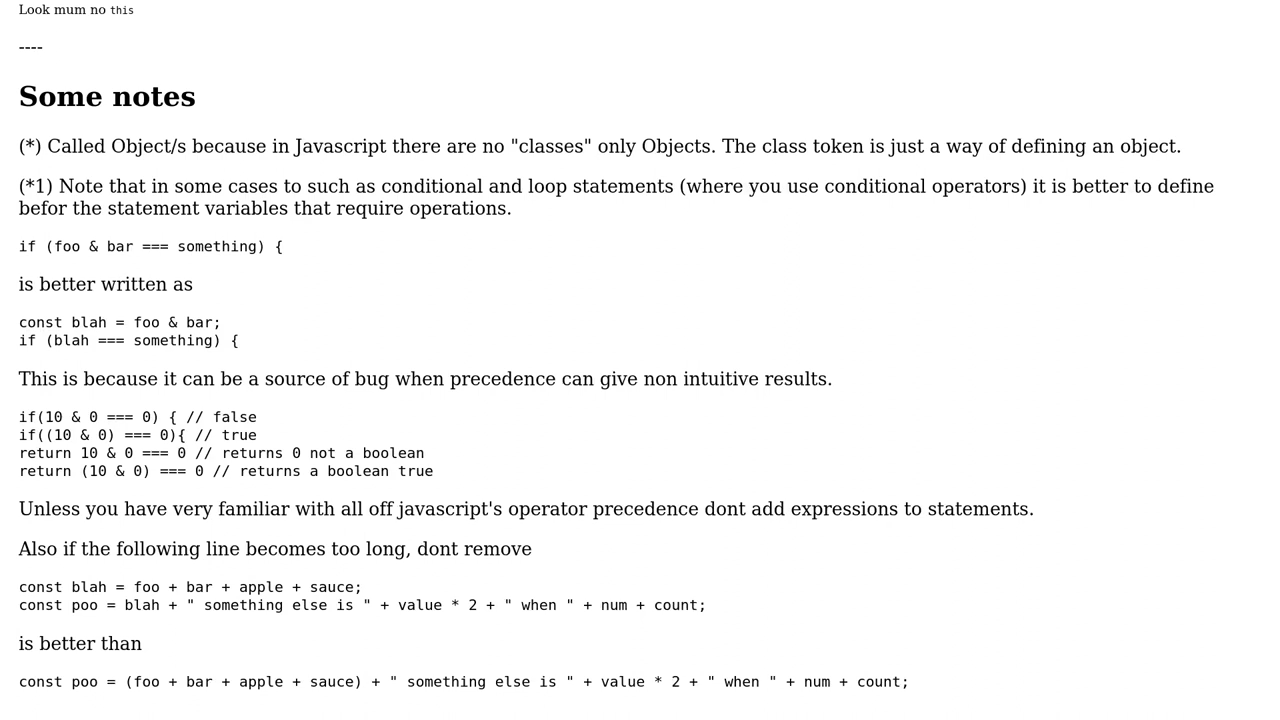 Look mum no this
----
Some notes
(*) Called Object/s because in Javascript there are no "classes" only Objects. The class token is just a way of defining an object.
(*1) Note that in some cases to such as conditional and loop statements (where you use conditional operators) it is better to define
befor the statement variables that require operations.
if (foo & bar === something) {
is better written as
const blah = foo & bar;
if (blah === something) {
This is because it can be a source of bug when precedence can give non intuitive results.
if(10 & 0 === 0) { // false
if((10 & 0) === 0){ // true
return 10 & 0 === 0 // returns 0 not a boolean
return (10 & 0) === 0 // returns a boolean true
Unless you have very familiar with all off javascript's operator precedence dont add expressions to statements.
Also if the following line becomes too long, dont remove
const blah = foo + bar + apple + sauce;
const poo = blah + " something else is " + value * 2 + " when " + num + count;
is better than
const poo = (foo + bar + apple + sauce) + " something else is " + value * 2 + " when " + num + count;